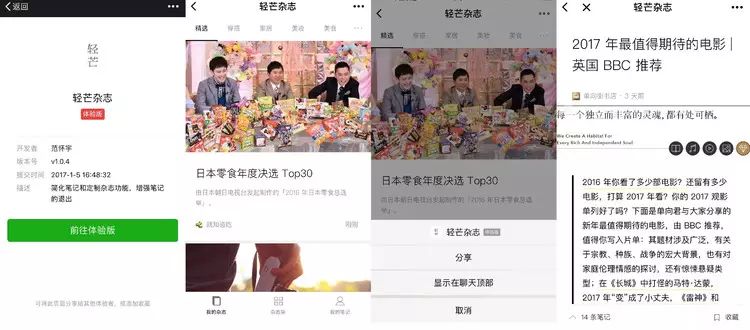 返回
轻芒
轻芒杂志
体验版
开发者 范怀宇
版本号 v1.0.4
提交时间 2017-1-5 16:48:32
描述 简化笔记和定制杂志功能，增强笔记
的退出
前往体验版
可将此页面分享给其他体验者，或添加收藏
轻芒杂志
精选 穿搭 家居 美妆 美食
日本零食年度决选 Top30
由日本朝日电视台发起制作的「2016 年日本零食总选
举」。
就知道吃 刚刚
我的杂志 杂志架 我的笔记
轻芒杂志
精选 穿搭 家居 美妆 美食
日本零食年度决选 Top30
由日本朝日电视台发起制作的「2016 年日本零食总选
举」。
轻芒杂志 体验版
分享
显示在聊天顶部
取消
轻芒杂志
2017 年最值得期待的电影 |
英国 BBC 推荐
单向街书店 · 3 天前
每一个独立而丰富的灵魂,都有处可栖。
We Create A Habitat For
Every Rich And Independent Soul
2016 年你看了多少部电影？还留有多少
电影，打算 2017 年看？你的 2017 观影
单列好了吗？下面是单向君与大家分享的
新年最值得期待的电影，由 BBC 推荐，
值得你写入片单：其题材涉及广泛，有关
于宗教、种族、战争的宏大背景，也有对
家庭伦理情感的探讨，还有惊悚悬疑类
型；在《长城》中打怪的马特·达蒙，
2017 年“变”成了小丈夫，《雷神》和
14 条笔记 收藏